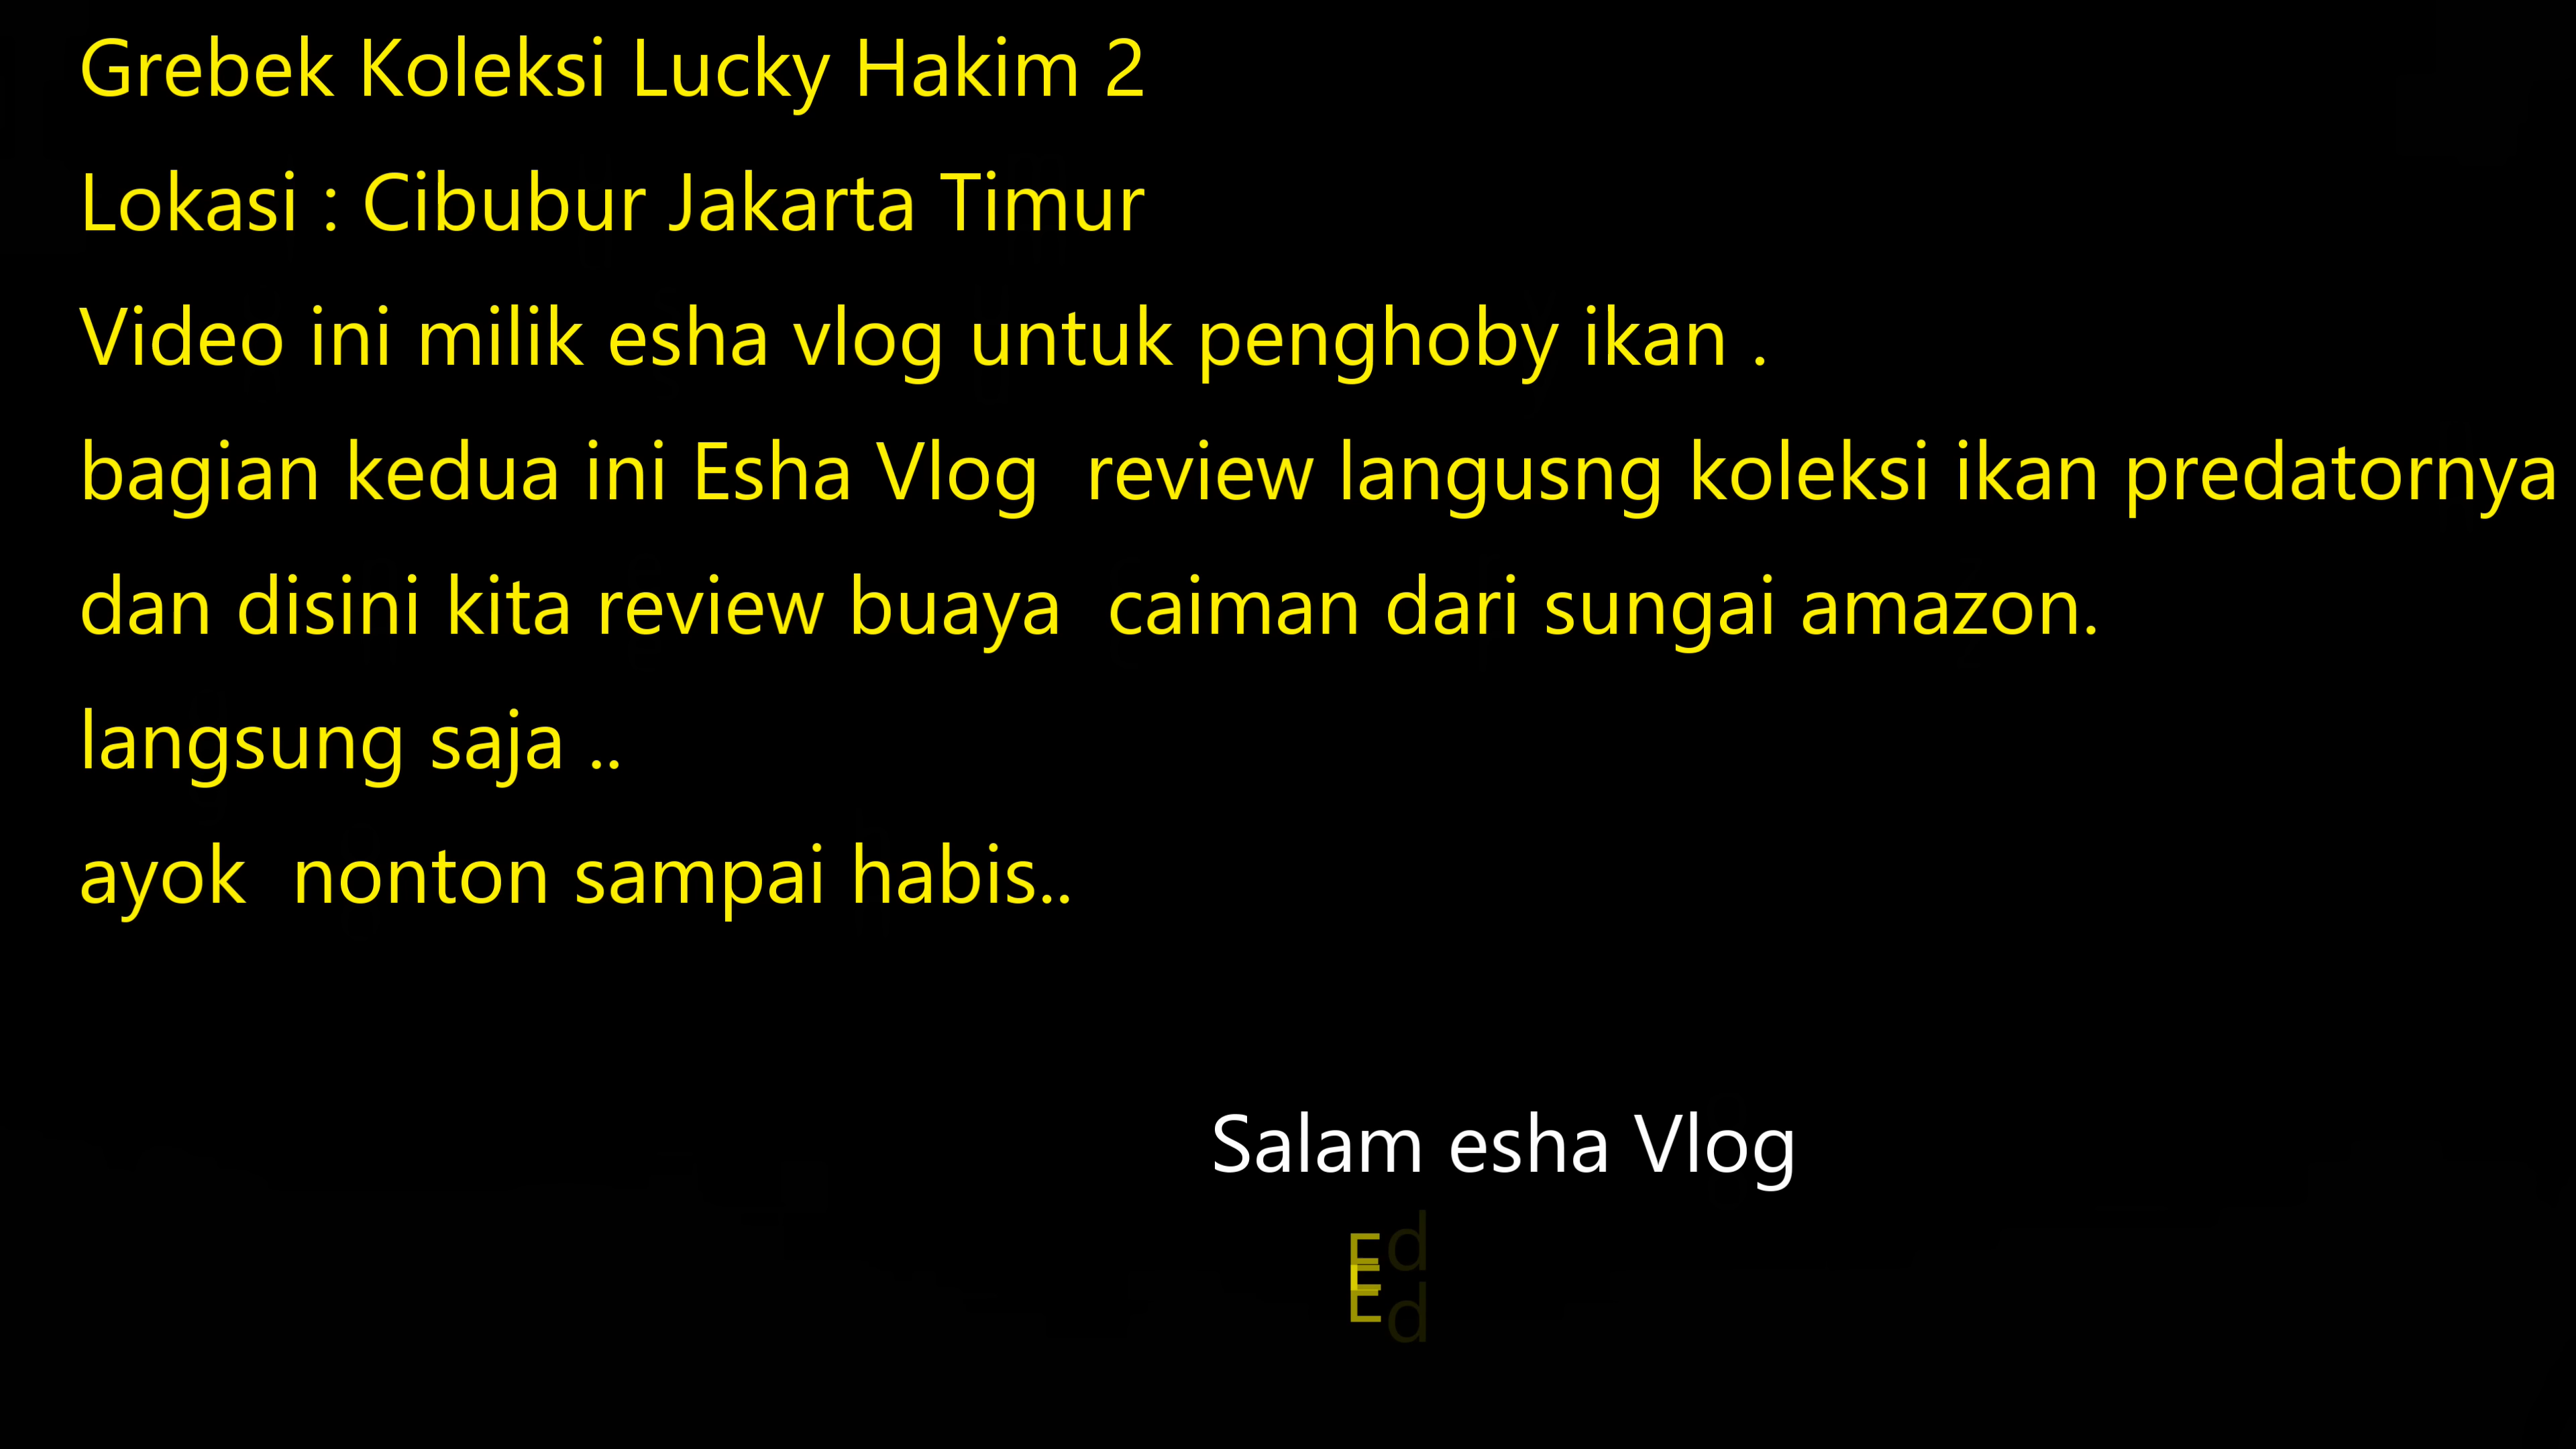 Grebek Koleksi Lucky Hakim 2
Lokasi : Cibubur Jakarta Timur
Video ini milik esha vlog untuk penghoby ikan .
bagian kedua ini Esha Vlog  review langusng koleksi ikan predatornya
dan disini kita review buaya  caiman dari sungai amazon.
langsung saja ..
ayok  nonton sampai habis..
Salam esha Vlog